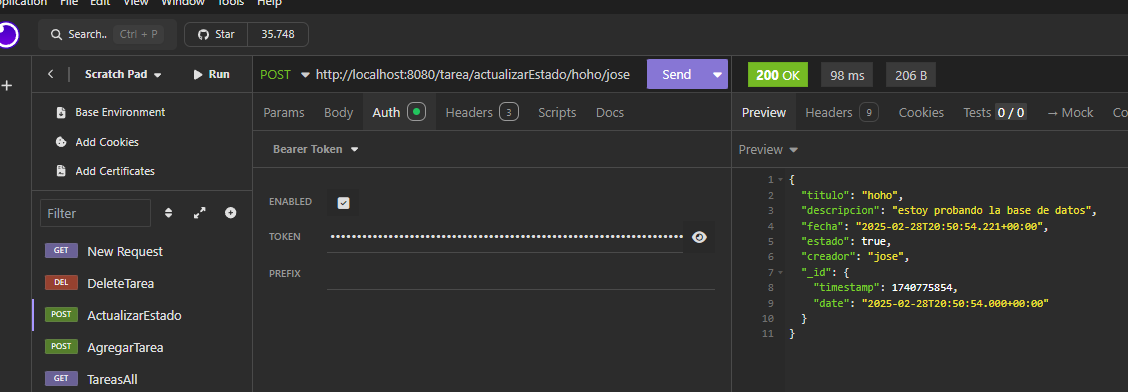 pplication File Edit View Window Tools Help
Search.. Ctrl + P Star 35.748
Scratch Pad Run
POST http://localhost:8080/tarea/actualizarEstado/hoho/jose Send
200 OK 98 ms 206 B
Base Environment
Add Cookies
Add Certificates
Filter
GET New Request
DEL DeleteTarea
POST ActualizarEstado
POST AgregarTarea
GET TareasAll
Params Body Auth Headers 3 Scripts Docs
Bearer Token
ENABLED
TOKEN ••••••••••••••••••••••••••••••••••••••••••••••••••••••••••••••••••
PREFIX
Preview Headers 9 Cookies Tests 0 / 0 → Mock Co
Preview
1 {
2 "titulo": "hoho",
3 "descripcion": "estoy probando la base de datos",
4 "fecha": "2025-02-28T20:50:54.221+00:00",
5 "estado": true,
6 "creador": "jose",
7 "_id": {
8 "timestamp": 1740775854,
9 "date": "2025-02-28T20:50:54.000+00:00"
10 }
11 }